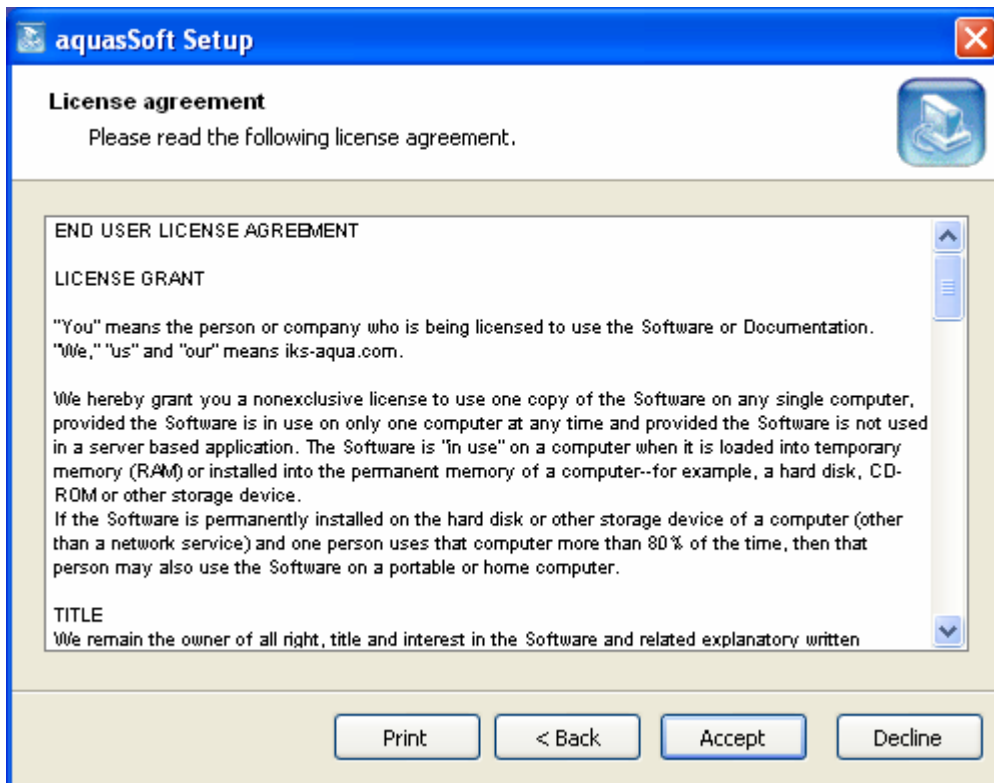 aquasSoft Setup
License agreement
Please read the following license agreement.
END USER LICENSE AGREEMENT
LICENSE GRANT
"You" means the person or company who is being licensed to use the Software or Documentation.
"We," "us" and "our" means iks-aqua.com.
We hereby grant you a nonexclusive license to use one copy of the Software on any single computer,
provided the Software is in use on only one computer at any time and provided the Software is not used
in a server based application. The Software is "in use" on a computer when it is loaded into temporary
memory (RAM) or installed into the permanent memory of a computer--for example, a hard disk, CD-
ROM or other storage device.
If the Software is permanently installed on the hard disk or other storage device of a computer (other
than a network service) and one person uses that computer more than 80% of the time, then that
person may also use the Software on a portable or home computer.
TITLE
We remain the owner of all right, title and interest in the Software and related explanatory written
Print
< Back
Accept
Decline